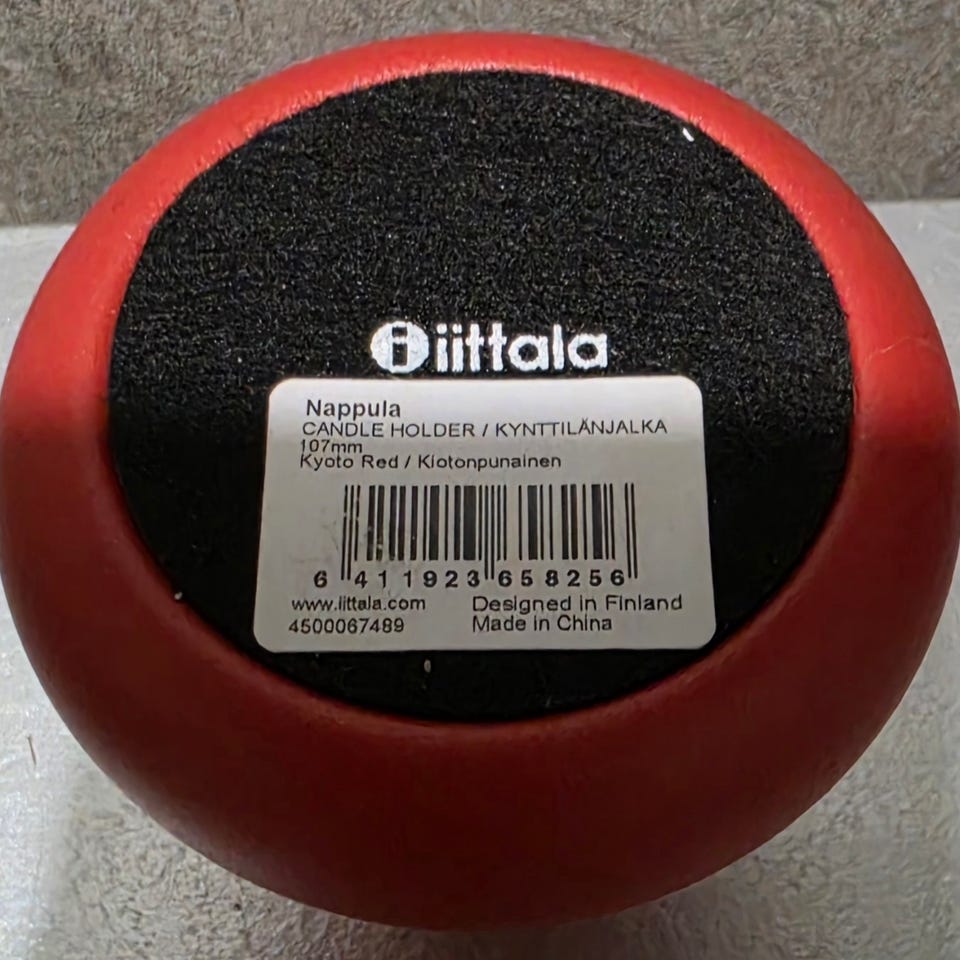 iittala
Nappula
CANDLE HOLDER / KYNTTILÄNJALKA
107mm
Kyoto Red / Kiotonpunainen
6 411923 658256
www.iittala.com
4500067489
Designed in Finland
Made in China